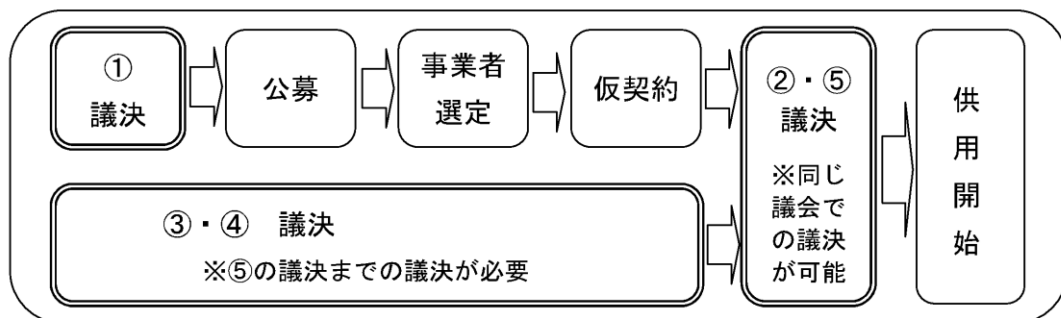 ①
議決
公募
事業者
選定
仮契約
②・⑤
議決
※同じ
議会で
の議決
が可能
供
用
開
始
③・④　議決
※⑤の議決までの議決が必要